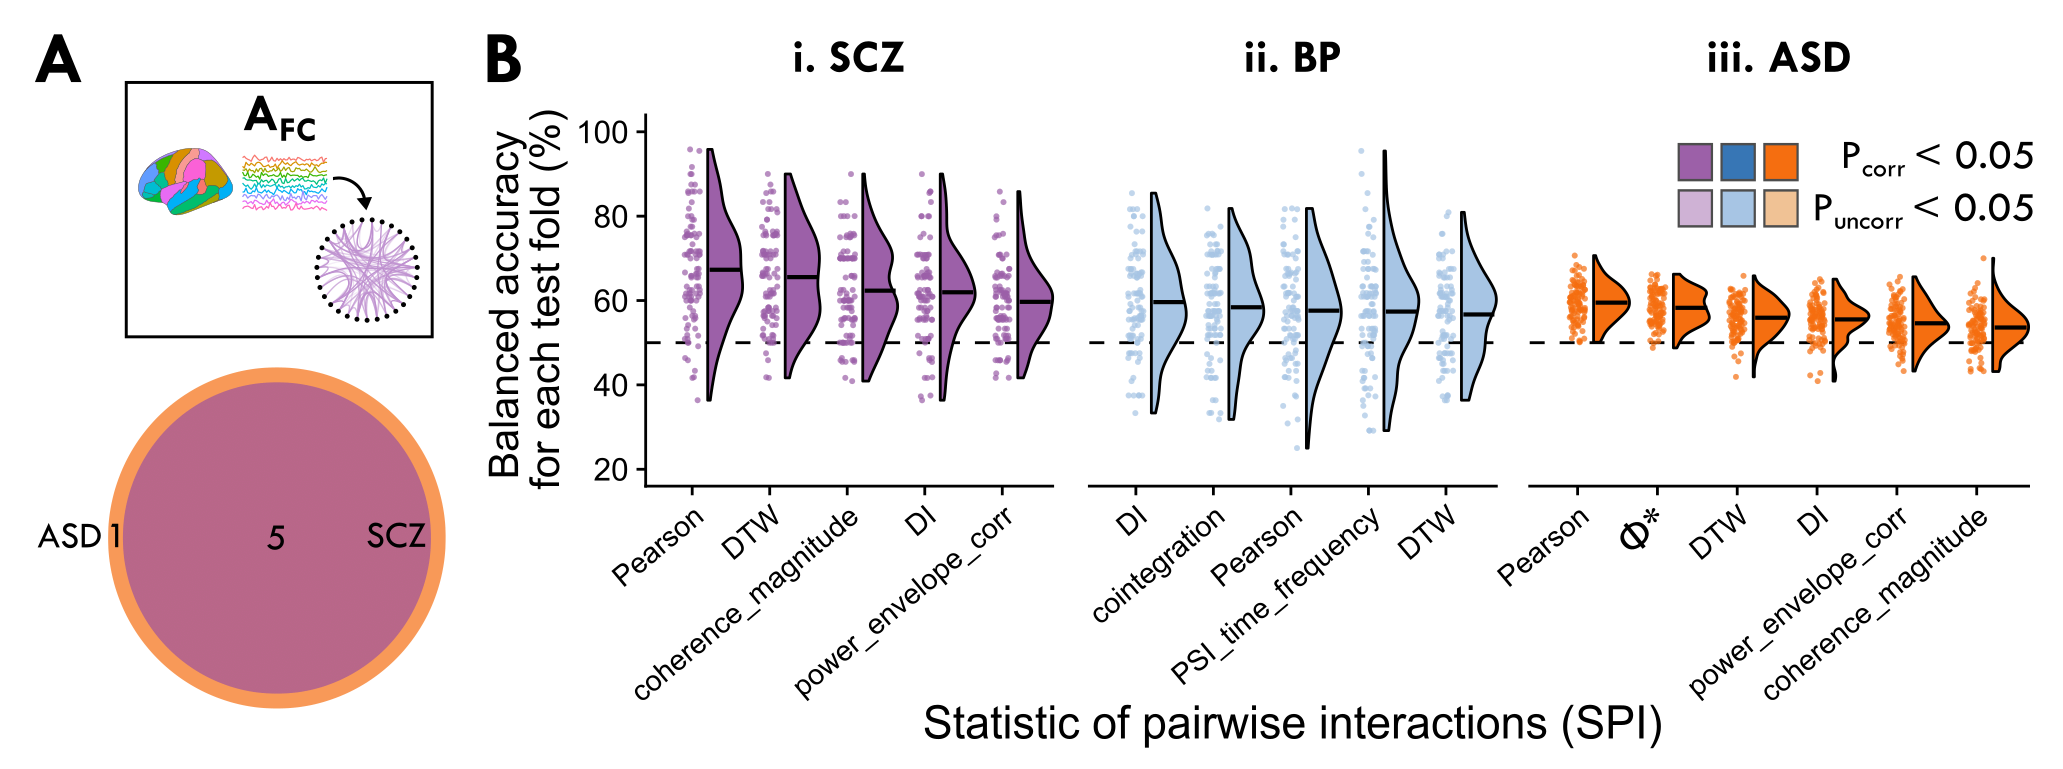 A
A_FC
ASD 1
5
SCZ
B
i. SCZ
ii. BP
iii. ASD
Balanced accuracy
for each test fold (%)
100
80
60
40
20
P_corr < 0.05
P_uncorr < 0.05
Pearson
DTW
coherence_magnitude
DI
power_envelope_corr
DI
cointegration
Pearson
PSI_time_frequency
DTW
Pearson
Φ*
DTW
DI
power_envelope_corr
coherence_magnitude
Statistic of pairwise interactions (SPI)